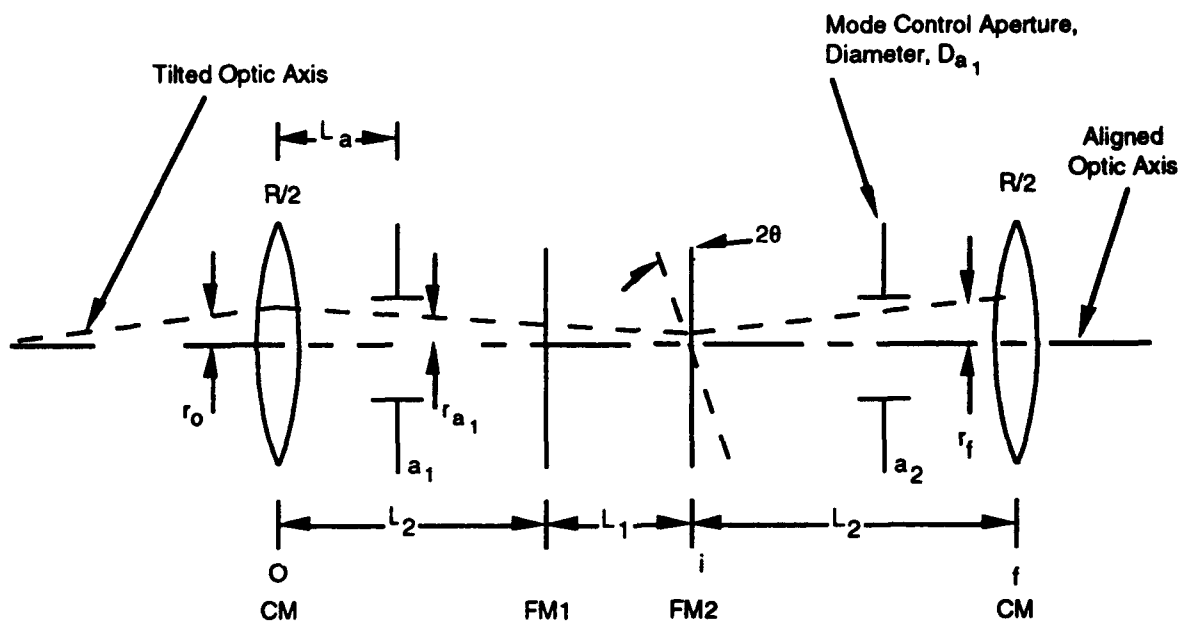 Mode Control Aperture,
Diameter, Da1
Tilted Optic Axis
La
Aligned
Optic Axis
R/2
R/2
2θ
ro
ra1
rf
a1
a2
L2
L1
L2
O
i
f
CM
FM1
FM2
CM